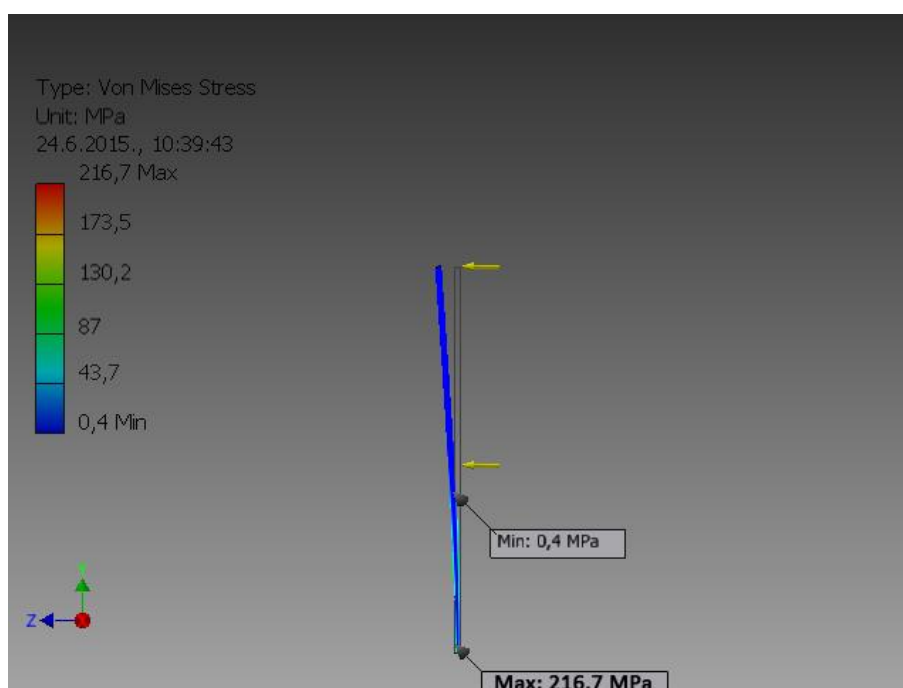 Type: Von Mises Stress
Unit: MPa
24.6.2015., 10:39:43
216,7 Max
173,5
130,2
87
43,7
0,4 Min
Min: 0,4 MPa
Y
Z
Max: 216,7 MPa